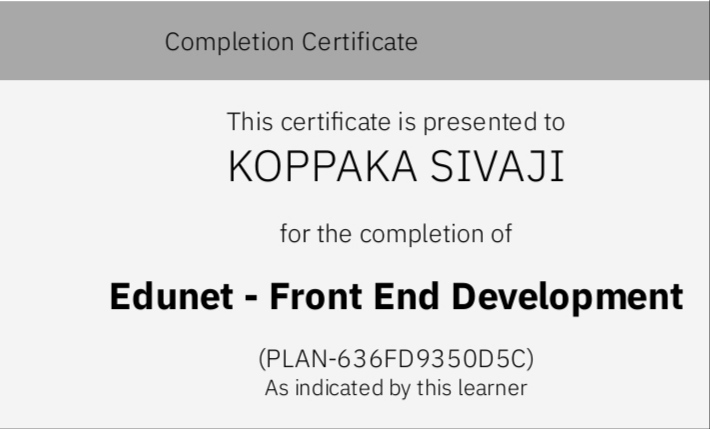 Completion Certificate
This certificate is presented to
KOPPAKA SIVAJI
for the completion of
Edunet - Front End Development
(PLAN-636FD9350D5C)
As indicated by this learner